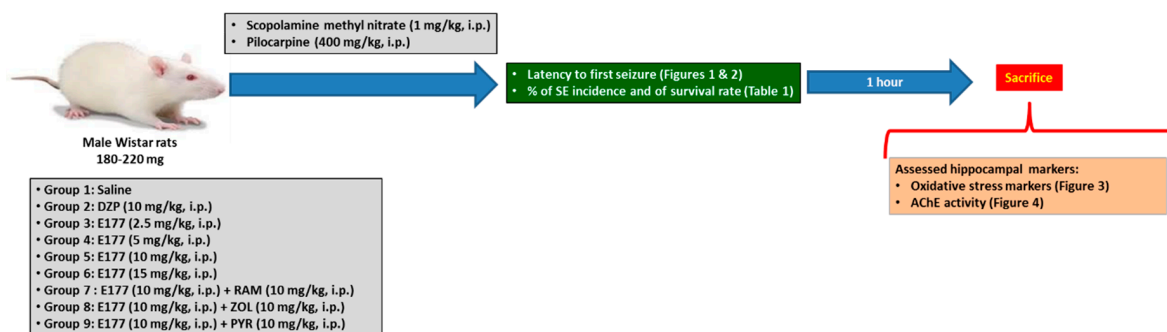 • Scopolamine methyl nitrate (1 mg/kg, i.p.)
• Pilocarpine (400 mg/kg, i.p.)
• Latency to first seizure (Figures 1 & 2)
• % of SE incidence and of survival rate (Table 1)
1 hour
Sacrifice
Male Wistar rats
180-220 mg
Assessed hippocampal markers:
• Oxidative stress markers (Figure 3)
• AChE activity (Figure 4)
• Group 1: Saline
• Group 2: DZP (10 mg/kg, i.p.)
• Group 3: E177 (2.5 mg/kg, i.p.)
• Group 4: E177 (5 mg/kg, i.p.)
• Group 5: E177 (10 mg/kg, i.p.)
• Group 6: E177 (15 mg/kg, i.p.)
• Group 7 : E177 (10 mg/kg, i.p.) + RAM (10 mg/kg, i.p.)
• Group 8: E177 (10 mg/kg, i.p.) + ZOL (10 mg/kg, i.p.)
• Group 9: E177 (10 mg/kg, i.p.) + PYR (10 mg/kg, i.p.)